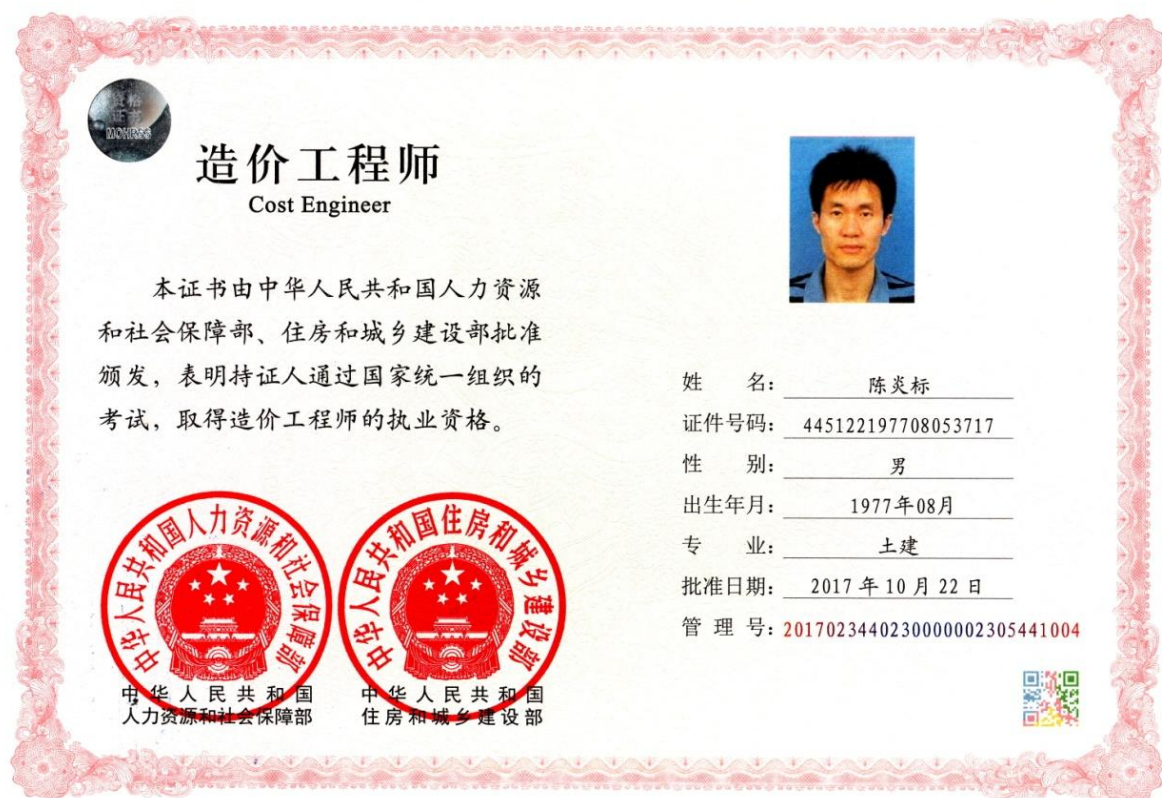 资格
证书
MOHRSS
造价工程师
Cost Engineer
本证书由中华人民共和国人力资源
和社会保障部、住房和城乡建设部批准
颁发，表明持证人通过国家统一组织的
考试，取得造价工程师的执业资格。
中华人民共和国人力资源和社会保障部
中华人民共和国住房和城乡建设部
中华人民共和国
人力资源和社会保障部
中华人民共和国
住房和城乡建设部
姓名：陈炎标
证件号码：445122197708053717
性别：男
出生年月：1977年08月
专业：土建
批准日期：2017年10月22日
管理号：2017023440230000002305441004